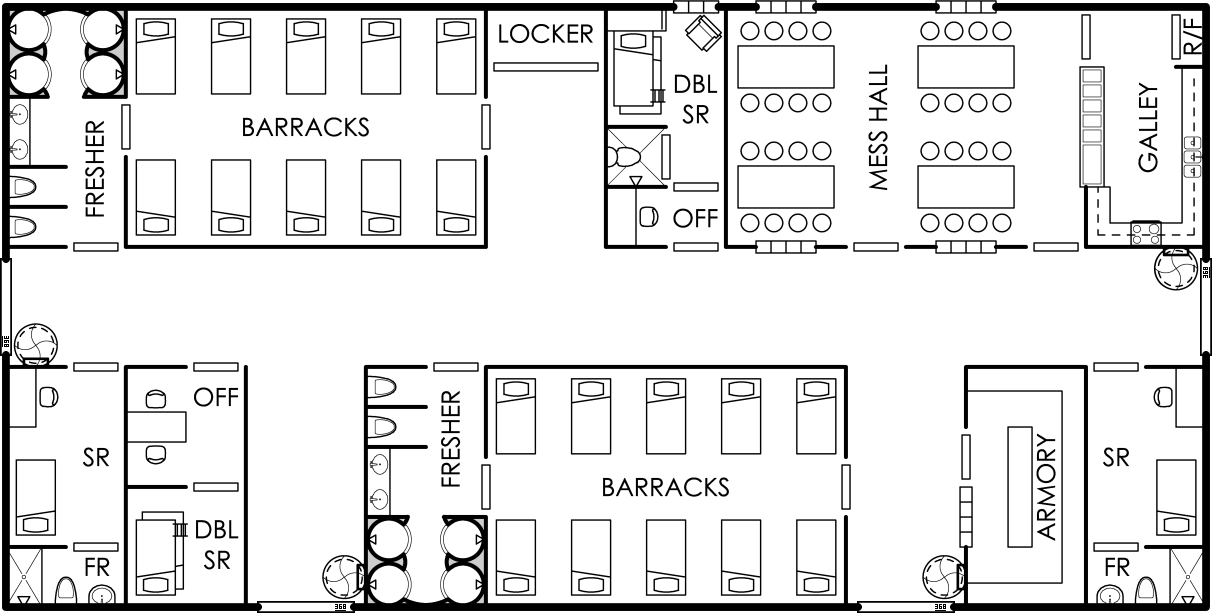 LOCKER
R/F
DBL
SR
BARRACKS
FRESHER
MESS HALL
GALLEY
OFF
OFF
FRESHER
SR
SR
BARRACKS
ARMORY
DBL
SR
FR
FR